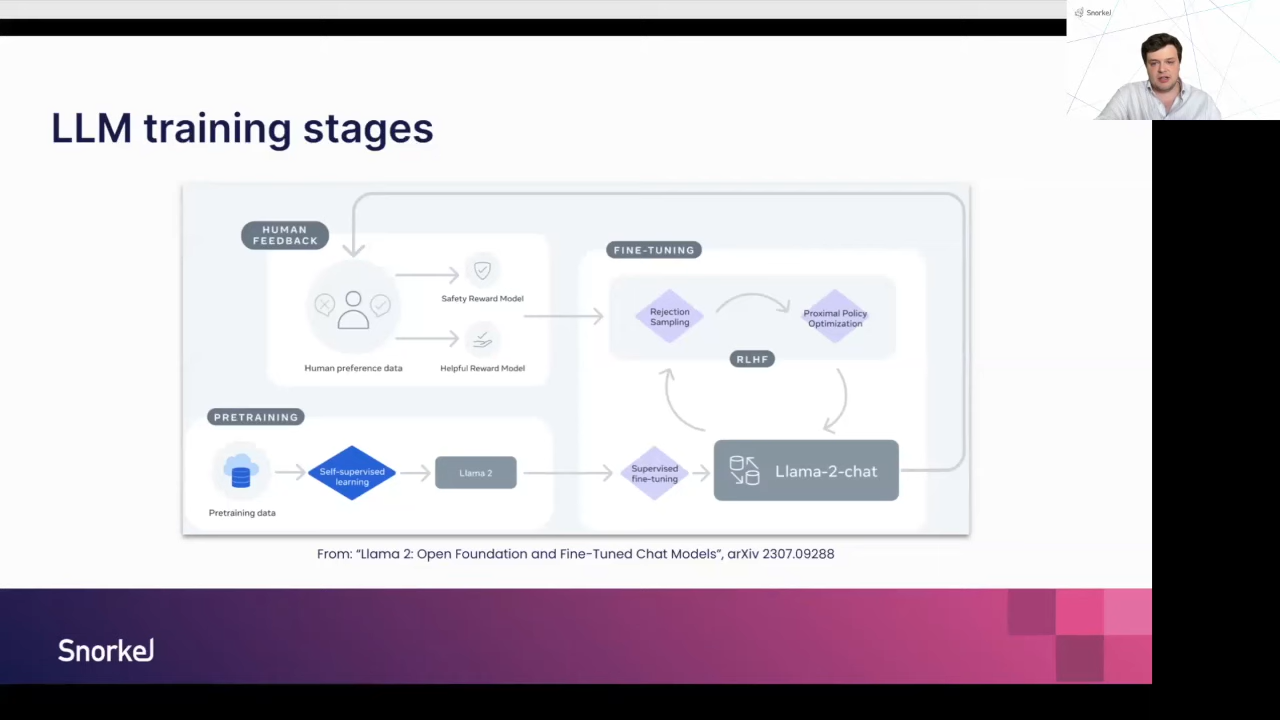 Snorkel
LLM training stages
HUMAN
FEEDBACK
Safety Reward Model
Human preference data
Helpful Reward Model
FINE-TUNING
Rejection
Sampling
Proximal Policy
Optimization
RLHF
PRETRAINING
Pretraining data
Self-supervised
learning
Llama 2
Supervised
fine-tuning
Llama-2-chat
From: “Llama 2: Open Foundation and Fine-Tuned Chat Models”, arXiv 2307.09288
Snorkel